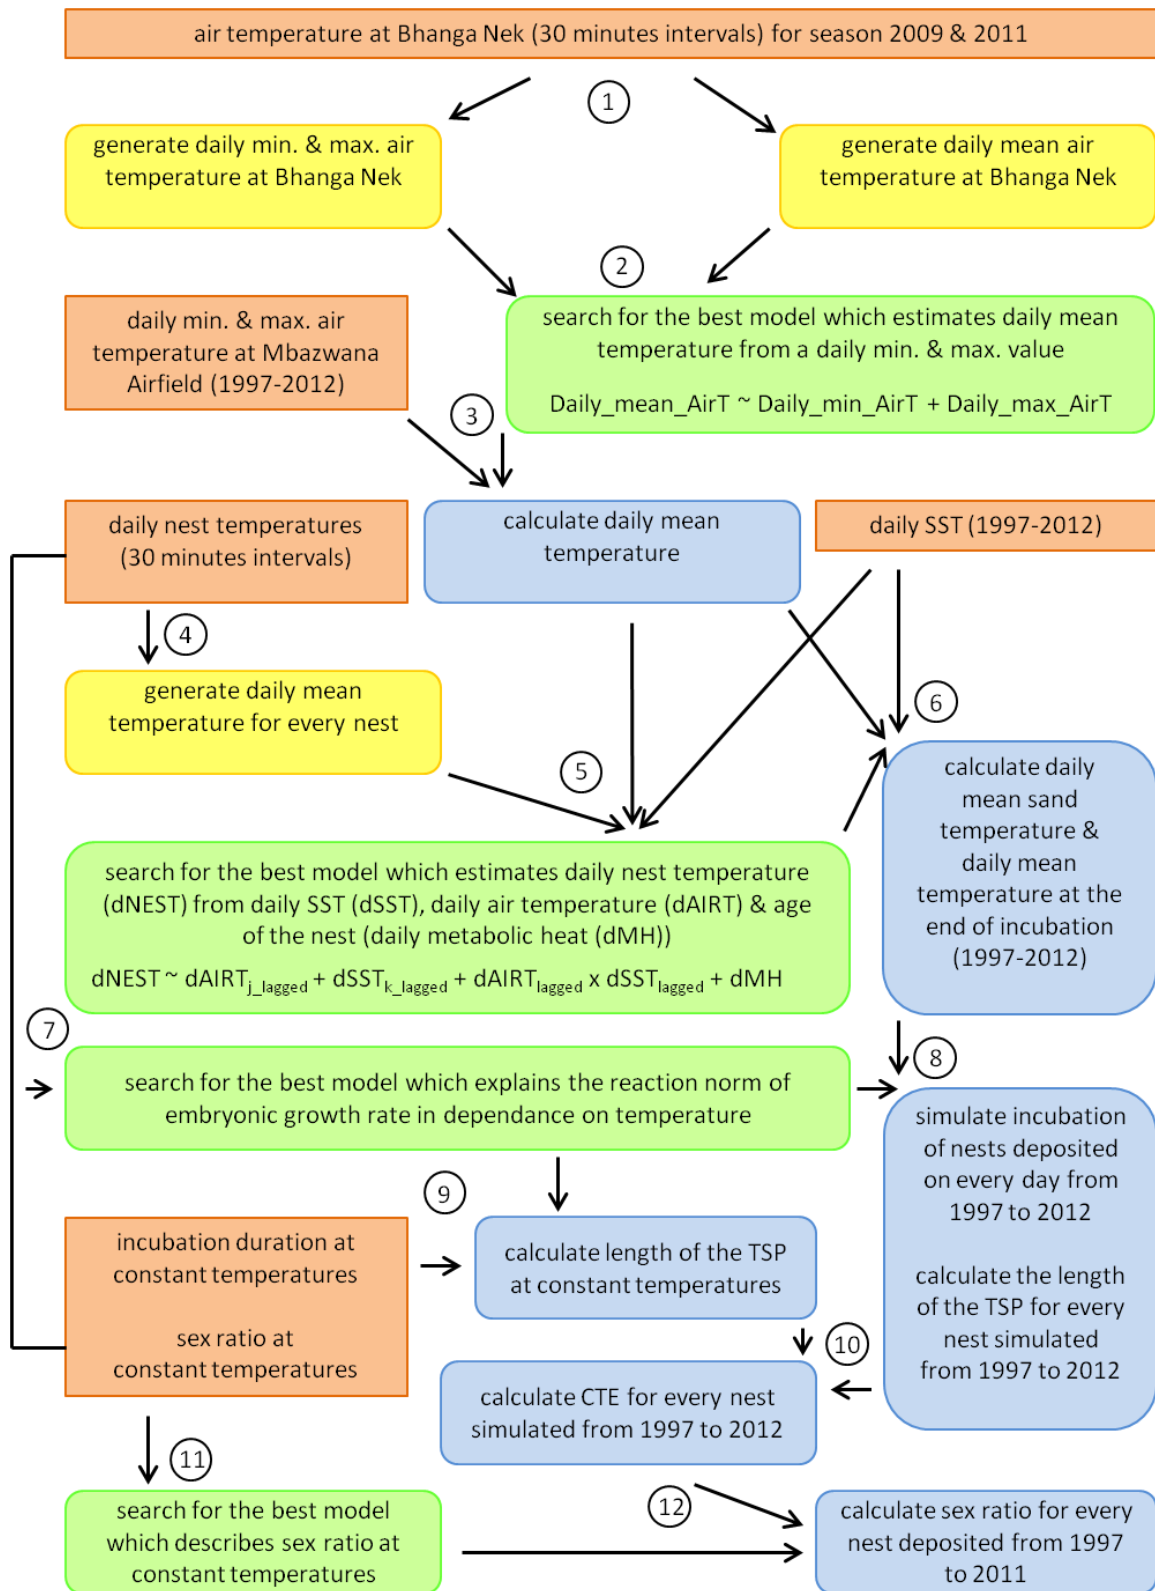 air temperature at Bhanga Nek (30 minutes intervals) for season 2009 & 2011
1
generate daily min. & max. air
temperature at Bhanga Nek
generate daily mean air
temperature at Bhanga Nek
2
daily min. & max. air
temperature at Mbazwana
Airfield (1997-2012)
search for the best model which estimates daily mean
temperature from a daily min. & max. value
Daily_mean_AirT ~ Daily_min_AirT + Daily_max_AirT
3
daily nest temperatures
(30 minutes intervals)
calculate daily mean
temperature
daily SST (1997-2012)
4
generate daily mean
temperature for every nest
5
6
calculate daily
mean sand
temperature &
daily mean
temperature at the
end of incubation
(1997-2012)
search for the best model which estimates daily nest temperature
(dNEST) from daily SST (dSST), daily air temperature (dAIRT) & age
of the nest (daily metabolic heat (dMH))
dNEST ~ dAIRTj_lagged + dSSTk_lagged + dAIRTlagged x dSSTlagged + dMH
7
search for the best model which explains the reaction norm of
embryonic growth rate in dependance on temperature
8
simulate incubation
of nests deposited
on every day from
1997 to 2012
calculate the length
of the TSP for every
nest simulated
from 1997 to 2012
9
incubation duration at
constant temperatures
sex ratio at
constant temperatures
calculate length of the TSP
at constant temperatures
10
calculate CTE for every nest
simulated from 1997 to 2012
11
search for the best model
which describes sex ratio at
constant temperatures
12
calculate sex ratio for every
nest deposited from 1997
to 2011